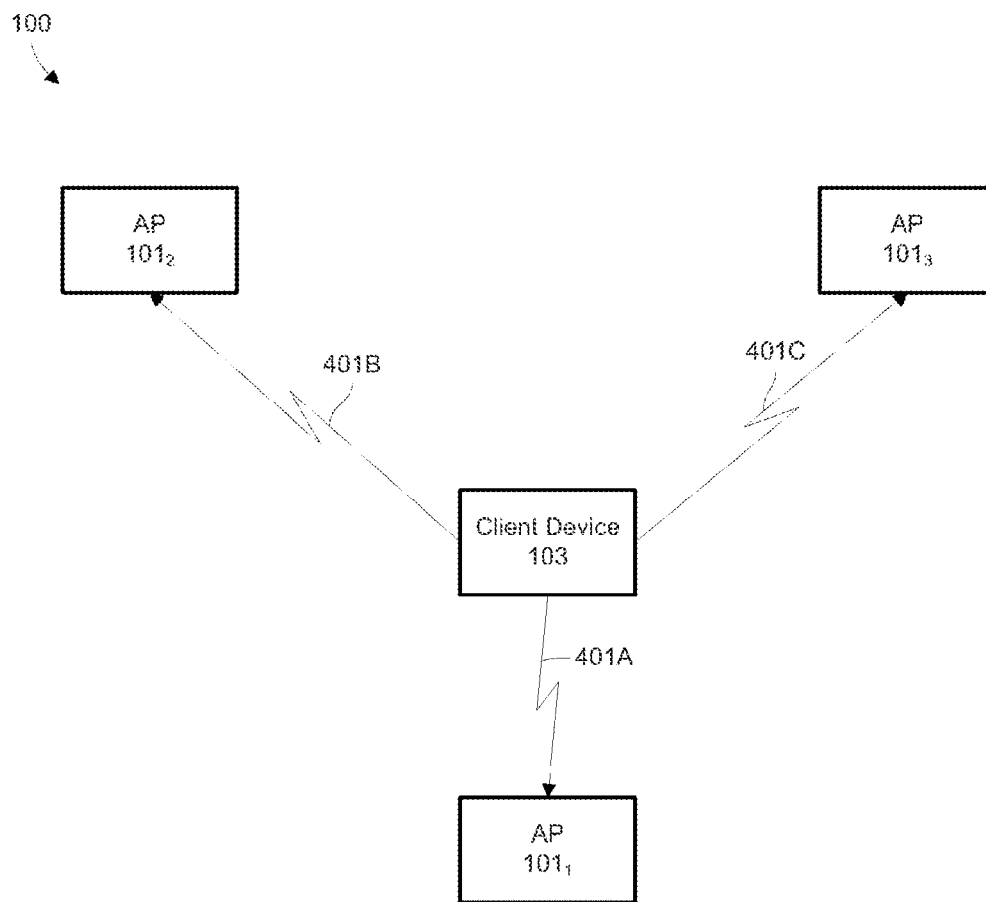 100
AP
101₂
AP
101₃
401B
401C
Client Device
103
401A
AP
101₁